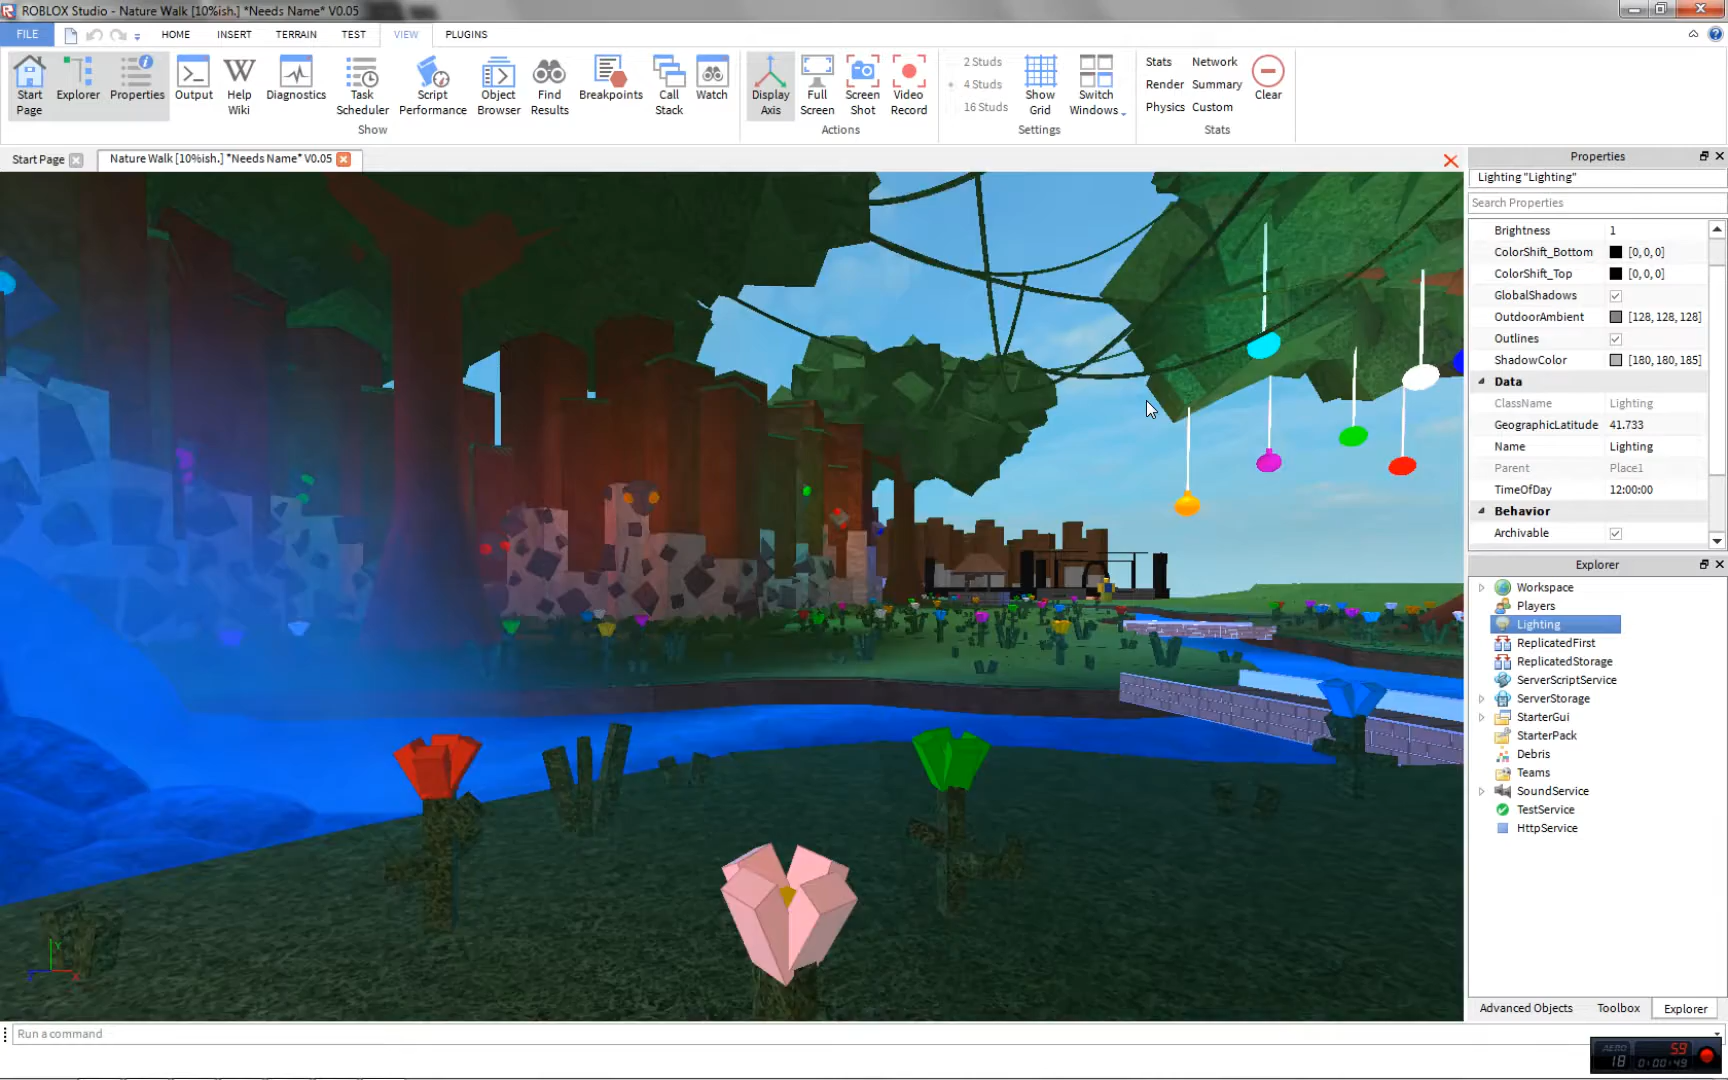 ROBLOX Studio - Nature Walk [10%ish.] *Needs Name* V0.05
FILE HOME INSERT TERRAIN TEST VIEW PLUGINS
Start Page Explorer Properties Output Help Wiki Diagnostics Task Scheduler Script Performance Object Browser Find Results Breakpoints Call Stack Watch
Show
Display Axis Full Screen Screen Shot Video Record
Actions
2 Studs
4 Studs
16 Studs
Show Grid Switch Windows
Settings
Stats Network
Render Summary
Physics Custom
Clear
Stats
Start Page Nature Walk [10%ish.] *Needs Name* V0.05
Properties
Lighting "Lighting"
Search Properties
Brightness 1
ColorShift_Bottom [0, 0, 0]
ColorShift_Top [0, 0, 0]
GlobalShadows
OutdoorAmbient [128, 128, 128]
Outlines
ShadowColor [180, 180, 185]
Data
ClassName Lighting
GeographicLatitude 41.733
Name Lighting
Parent Place1
TimeOfDay 12:00:00
Behavior
Archivable
Explorer
Workspace
Players
Lighting
ReplicatedFirst
ReplicatedStorage
ServerScriptService
ServerStorage
StarterGui
StarterPack
Debris
Teams
SoundService
TestService
HttpService
Advanced Objects Toolbox Explorer
Y
X
Run a command
AERO 59
18 0:00:49